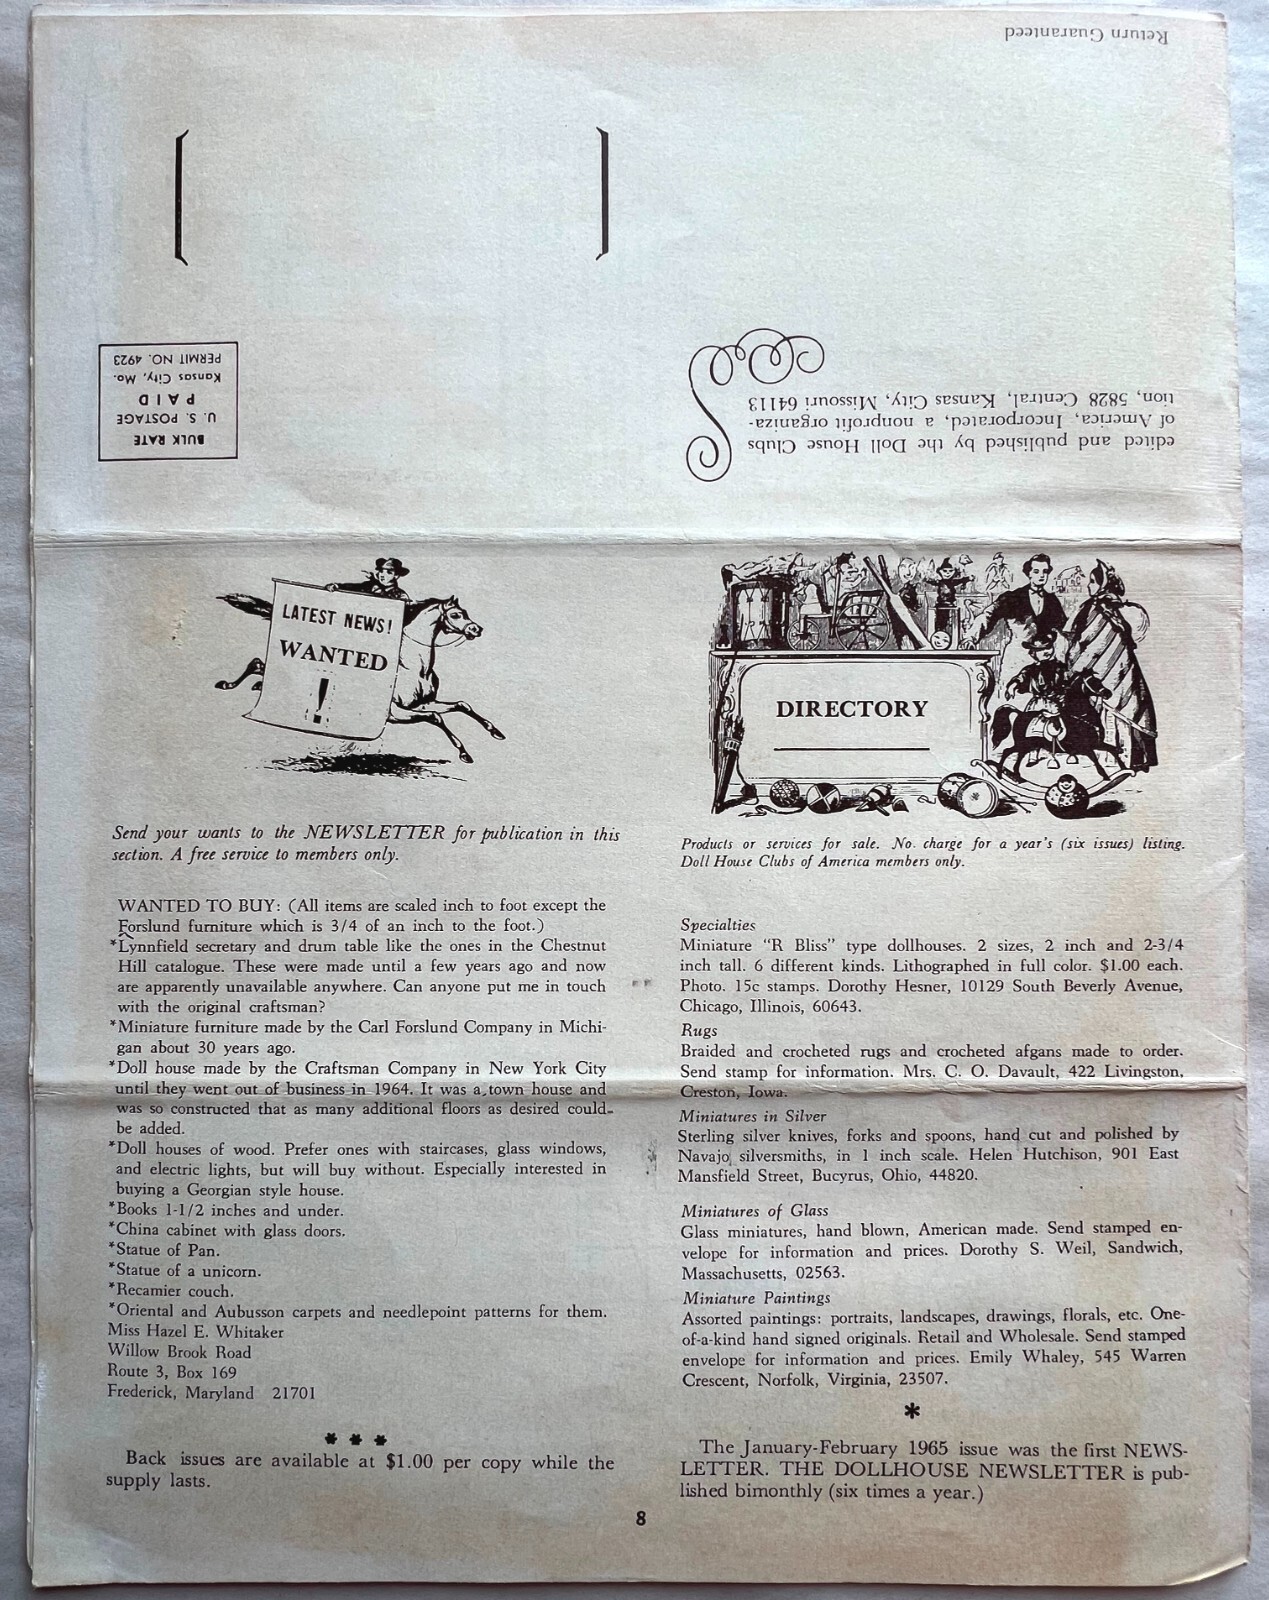 Return Guaranteed
edited and published by the Doll House Clubs
of America, Incorporated, a nonprofit organiza-
tion, 5828 Central, Kansas City, Missouri 64113
BULK RATE
U. S. POSTAGE
PAID
Kansas City, Mo.
PERMIT NO. 4923
LATEST NEWS!
WANTED
!
Send your wants to the NEWSLETTER for publication in this
section. A free service to members only.
WANTED TO BUY: (All items are scaled inch to foot except the
Forslund furniture which is 3/4 of an inch to the foot.)
*Lynnfield secretary and drum table like the ones in the Chestnut
Hill catalogue. These were made until a few years ago and now
are apparently unavailable anywhere. Can anyone put me in touch
with the original craftsman?
*Miniature furniture made by the Carl Forslund Company in Michi-
gan about 30 years ago.
*Doll house made by the Craftsman Company in New York City
until they went out of business in 1964. It was a town house and
was so constructed that as many additional floors as desired could
be added.
*Doll houses of wood. Prefer ones with staircases, glass windows,
and electric lights, but will buy without. Especially interested in
buying a Georgian style house.
*Books 1-1/2 inches and under.
*China cabinet with glass doors.
*Statue of Pan.
*Statue of a unicorn.
*Recamier couch.
*Oriental and Aubusson carpets and needlepoint patterns for them.
Miss Hazel E. Whitaker
Willow Brook Road
Route 3, Box 169
Frederick, Maryland 21701
* * *
Back issues are available at $1.00 per copy while the
supply lasts.
DIRECTORY
Products or services for sale. No charge for a year's (six issues) listing.
Doll House Clubs of America members only.
Specialties
Miniature "R Bliss" type dollhouses. 2 sizes, 2 inch and 2-3/4
inch tall. 6 different kinds. Lithographed in full color. $1.00 each.
Photo. 15c stamps. Dorothy Hesner, 10129 South Beverly Avenue,
Chicago, Illinois, 60643.
Rugs
Braided and crocheted rugs and crocheted afgans made to order.
Send stamp for information. Mrs. C. O. Davault, 422 Livingston,
Creston, Iowa.
Miniatures in Silver
Sterling silver knives, forks and spoons, hand cut and polished by
Navajo silversmiths, in 1 inch scale. Helen Hutchison, 901 East
Mansfield Street, Bucyrus, Ohio, 44820.
Miniatures of Glass
Glass miniatures, hand blown, American made. Send stamped en-
velope for information and prices. Dorothy S. Weil, Sandwich,
Massachusetts, 02563.
Miniature Paintings
Assorted paintings: portraits, landscapes, drawings, florals, etc. One-
of-a-kind hand signed originals. Retail and Wholesale. Send stamped
envelope for information and prices. Emily Whaley, 545 Warren
Crescent, Norfolk, Virginia, 23507.
*
The January-February 1965 issue was the first NEWS-
LETTER. THE DOLLHOUSE NEWSLETTER is pub-
lished bimonthly (six times a year.)
8